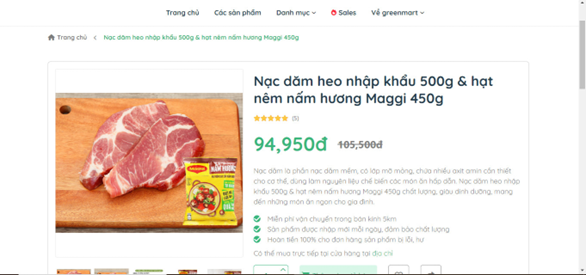 Trang chủ Các sản phẩm Danh mục Sales Về greenmart
Trang chủ Nạc dăm heo nhập khẩu 500g & hạt nêm nấm hương Maggi 450g
Nạc dăm heo nhập khẩu 500g & hạt
nêm nấm hương Maggi 450g
(5)
94,950đ 105,500đ
Nạc dăm là phần nạc dăm mềm, có lớp mỡ mỏng, chứa nhiều axit amin cần thiết
cho cơ thể, dùng làm nguyên liệu chế biến các món ăn hấp dẫn. Nạc dăm heo nhập
khẩu 500g & hạt nêm nấm hương Maggi 450g chất lượng, giàu dinh dưỡng, mang
đến những món ăn ngon cho gia đình.
Miễn phí vận chuyển trong bán kính 5km
Sản phẩm được nhập mới mỗi ngày, đảm bảo chất lượng
Hoàn tiền 100% cho đơn hàng sản phẩm bị lỗi, hư
Có thể mua trực tiếp tại cửa hàng tại địa chỉ
MAGGI
NẤM HƯƠNG